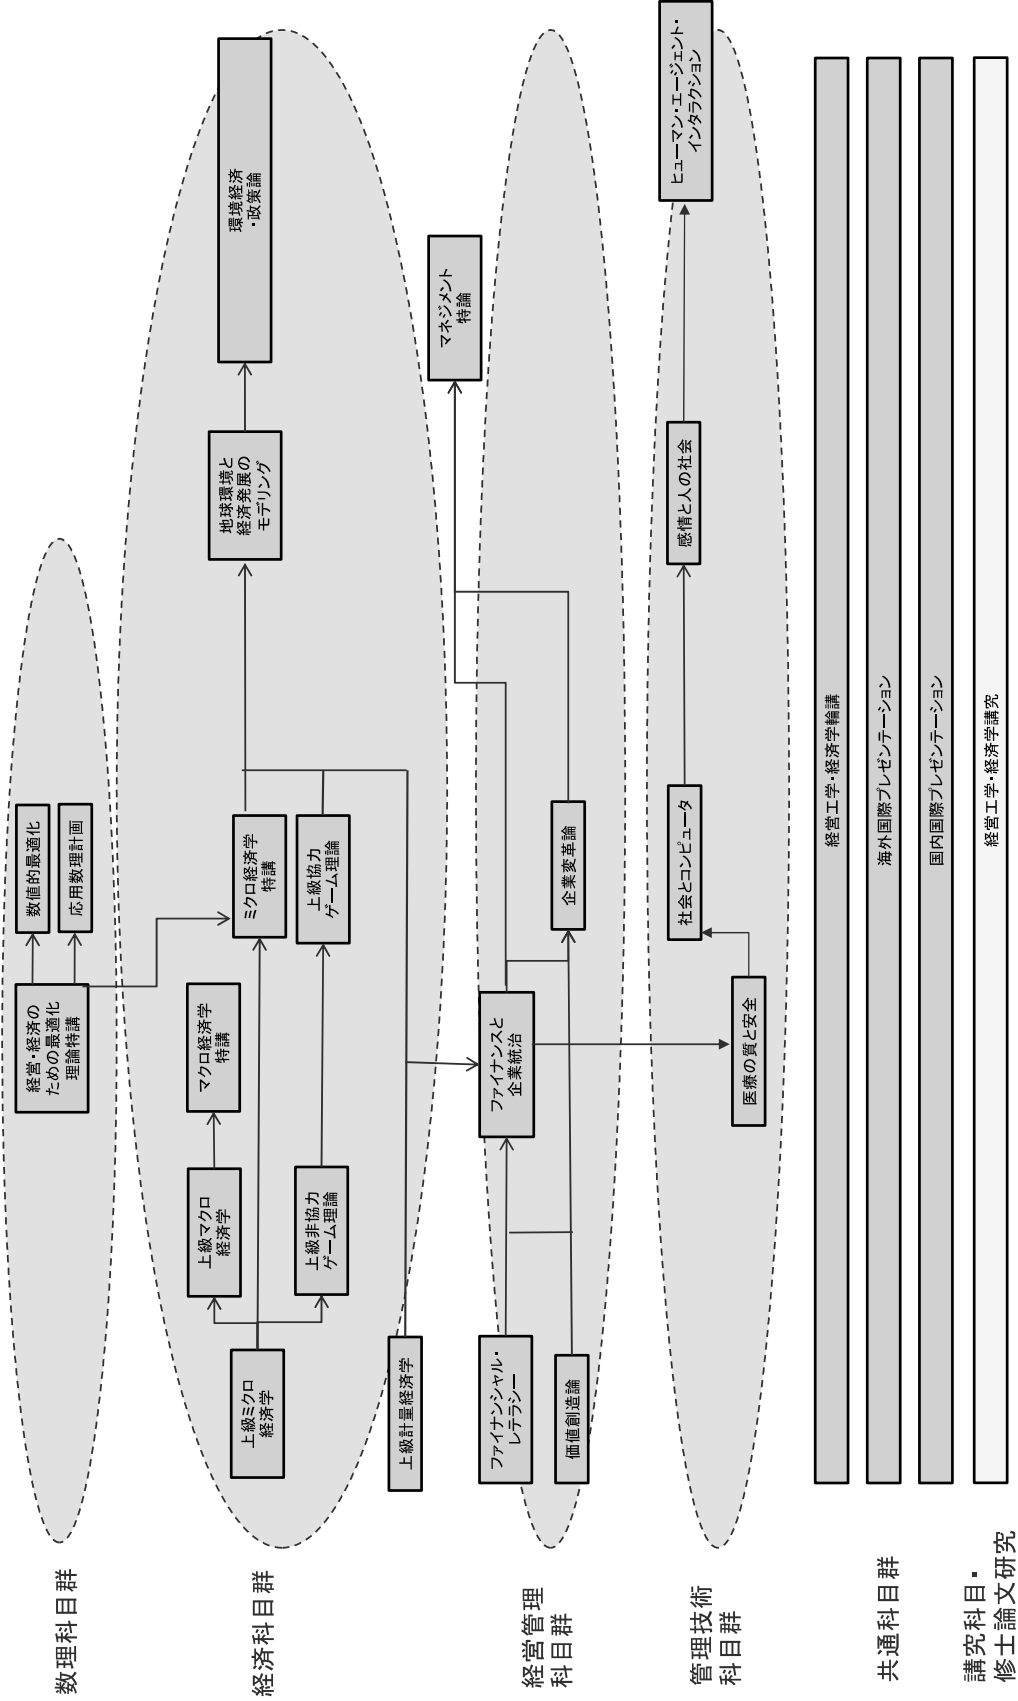 数理科目群
経営・経済の
ための最適化
理論特講
数値的最適化
応用数理計画
経済科目群
上級ミクロ
経済学
上級マクロ
経済学
マクロ経済学
特講
上級非協力
ゲーム理論
ミクロ経済学
特講
上級協力
ゲーム理論
地球環境と
経済発展の
モデリング
環境経済
・政策論
上級計量経済学
経営管理
科目群
ファイナンシャル・
レテラシー
価値創造論
ファイナンスと
企業統治
企業変革論
マネジメント
特論
管理技術
科目群
医療の質と安全
社会とコンピュータ
感情と人の社会
ヒューマン・エージェント・
インタラクション
共通科目群
経営工学・経済学輪講
海外国際プレゼンテーション
国内国際プレゼンテーション
講究科目・
修士論文研究
経営工学・経済学講究